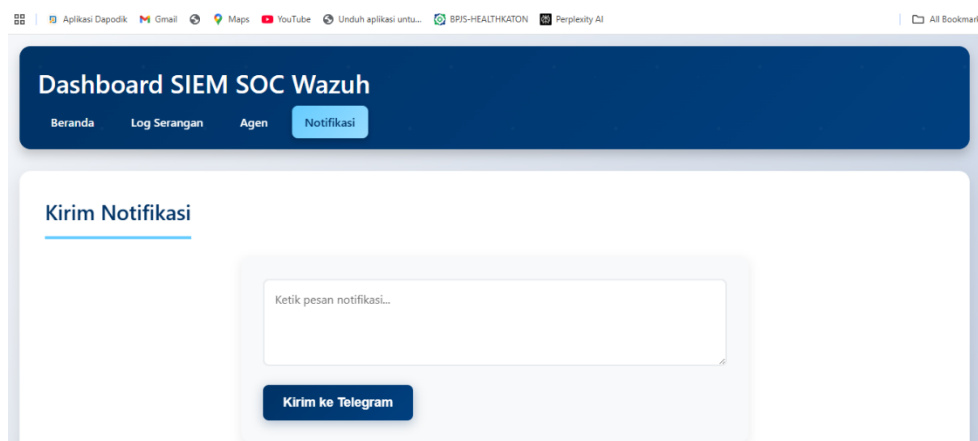 Aplikasi Dapodik Gmail Maps YouTube Unduh aplikasi untu... BPJS-HEALTHKATON Perplexity AI All Bookmark
Dashboard SIEM SOC Wazuh
Beranda Log Serangan Agen Notifikasi
Kirim Notifikasi
Ketik pesan notifikasi...
Kirim ke Telegram